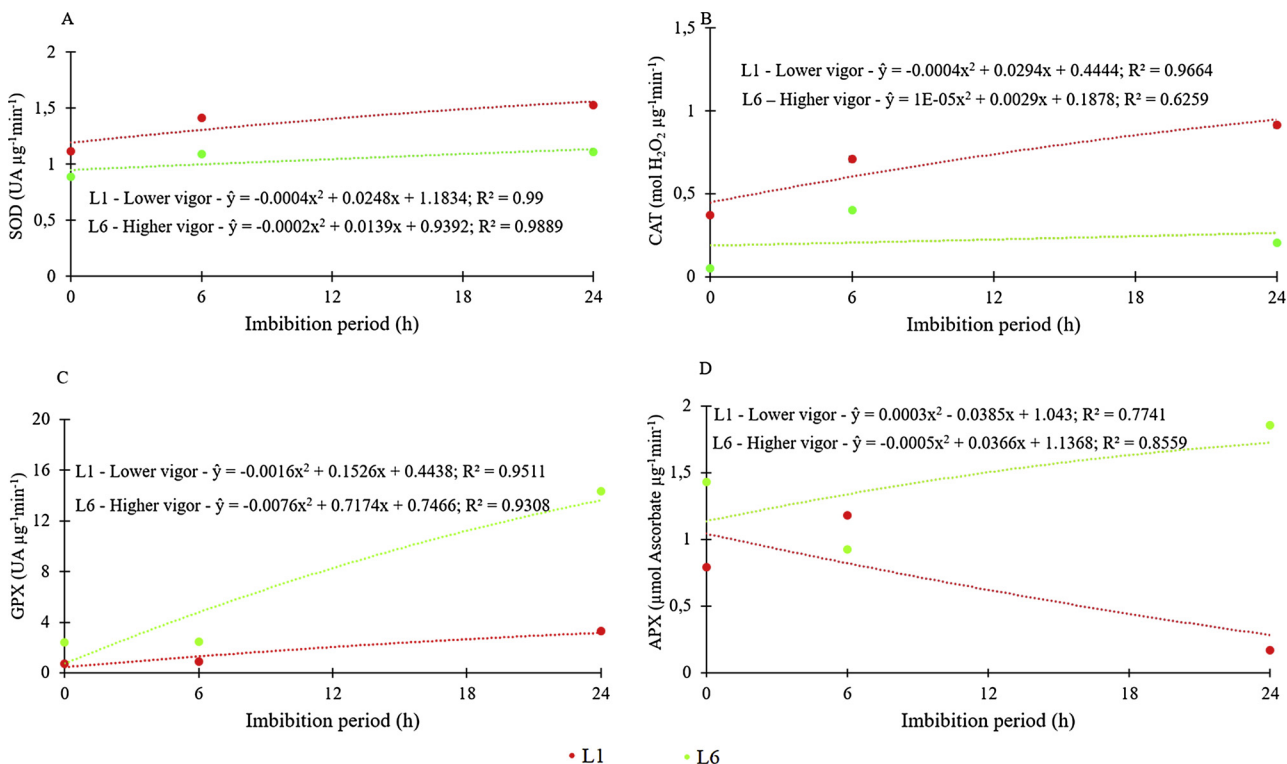 A
2
1,5
1
0,5
0
0
6
12
18
24
SOD (UA µg⁻¹min⁻¹)
L1 - Lower vigor - ŷ = -0.0004x² + 0.0248x + 1.1834; R² = 0.99
L6 - Higher vigor - ŷ = -0.0002x² + 0.0139x + 0.9392; R² = 0.9889
Imbibition period (h)
B
1,5
1
0,5
0
0
6
12
18
24
CAT (mol H₂O₂ µg⁻¹min⁻¹)
L1 - Lower vigor - ŷ = -0.0004x² + 0.0294x + 0.4444; R² = 0.9664
L6 – Higher vigor - ŷ = 1E-05x² + 0.0029x + 0.1878; R² = 0.6259
Imbibition period (h)
C
20
16
12
8
4
0
0
6
12
18
24
GPX (UA µg⁻¹min⁻¹)
L1 - Lower vigor - ŷ = -0.0016x² + 0.1526x + 0.4438; R² = 0.9511
L6 - Higher vigor - ŷ = -0.0076x² + 0.7174x + 0.7466; R² = 0.9308
Imbibition period (h)
D
2
1,5
1
0,5
0
0
6
12
18
24
APX (µmol Ascorbate µg⁻¹min⁻¹)
L1 - Lower vigor - ŷ = 0.0003x² - 0.0385x + 1.043; R² = 0.7741
L6 - Higher vigor - ŷ = -0.0005x² + 0.0366x + 1.1368; R² = 0.8559
Imbibition period (h)
L1
L6